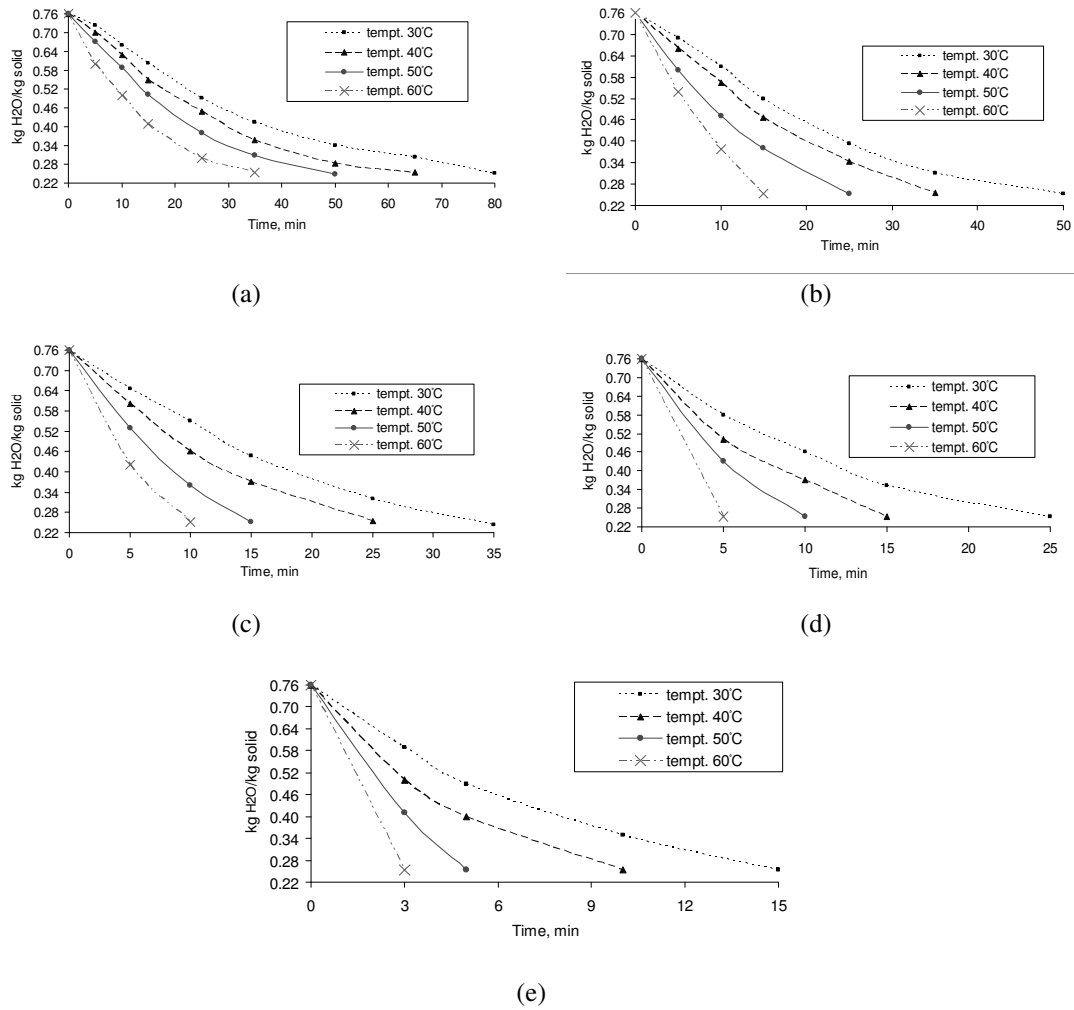 0.76
0.70
0.64
0.58
0.52
0.46
0.40
0.34
0.28
0.22
kg H2O/kg solid
tempt. 30°C
tempt. 40°C
tempt. 50°C
tempt. 60°C
0 10 20 30 40 50 60 70 80
Time, min
(a)
0.76
0.70
0.64
0.58
0.52
0.46
0.40
0.34
0.28
0.22
kg H2O/kg solid
tempt. 30°C
tempt. 40°C
tempt. 50°C
tempt. 60°C
0 10 20 30 40 50
Time, min
(b)
0.76
0.70
0.64
0.58
0.52
0.46
0.40
0.34
0.28
0.22
kg H2O/kg solid
tempt. 30°C
tempt. 40°C
tempt. 50°C
tempt. 60°C
0 5 10 15 20 25 30 35
Time, min
(c)
0.76
0.70
0.64
0.58
0.52
0.46
0.40
0.34
0.28
0.22
kg H2O/kg solid
tempt. 30°C
tempt. 40°C
tempt. 50°C
tempt. 60°C
0 5 10 15 20 25
Time, min
(d)
0.76
0.70
0.64
0.58
0.52
0.46
0.40
0.34
0.28
0.22
kg H2O/kg solid
tempt. 30°C
tempt. 40°C
tempt. 50°C
tempt. 60°C
0 3 6 9 12 15
Time, min
(e)